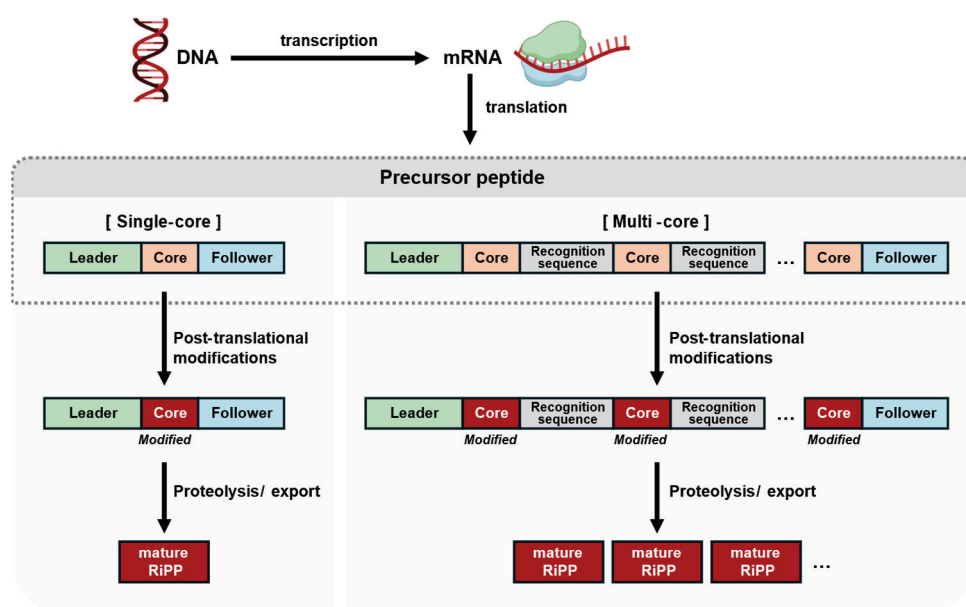 DNA
transcription
mRNA
translation
Precursor peptide
[ Single-core ]
[ Multi -core ]
Leader Core Follower
Leader Core Recognition sequence Core Recognition sequence ... Core Follower
Post-translational
modifications
Post-translational
modifications
Leader Core Follower
Modified
Leader Core Recognition sequence Core Recognition sequence ... Core Follower
Modified Modified Modified
Proteolysis/ export
Proteolysis/ export
mature
RiPP
mature
RiPP
mature
RiPP
mature
RiPP
...